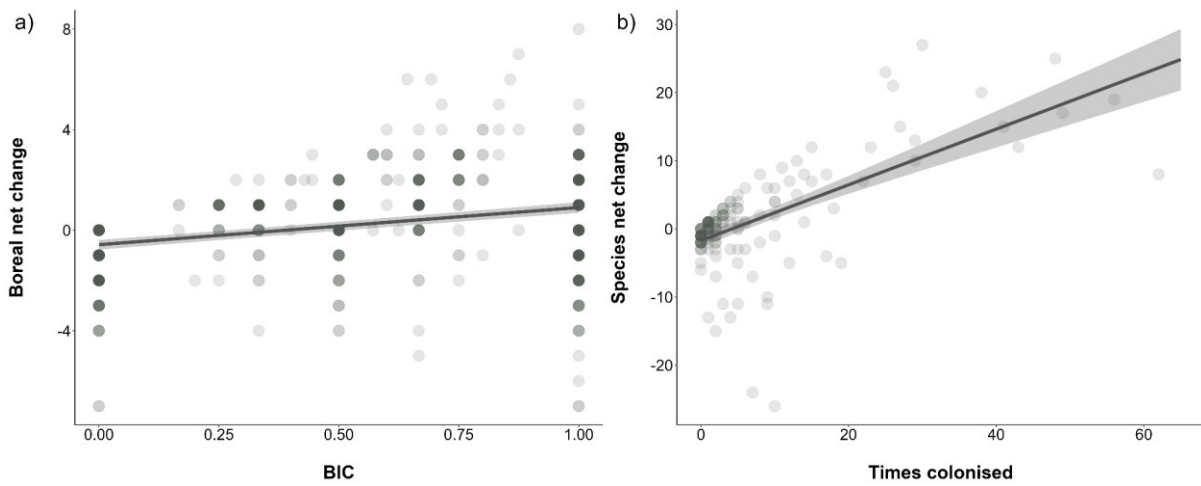 a)
8
4
0
-4
Boreal net change
0.00 0.25 0.50 0.75 1.00
BIC
b)
30
20
10
0
-10
-20
Species net change
0 20 40 60
Times colonised